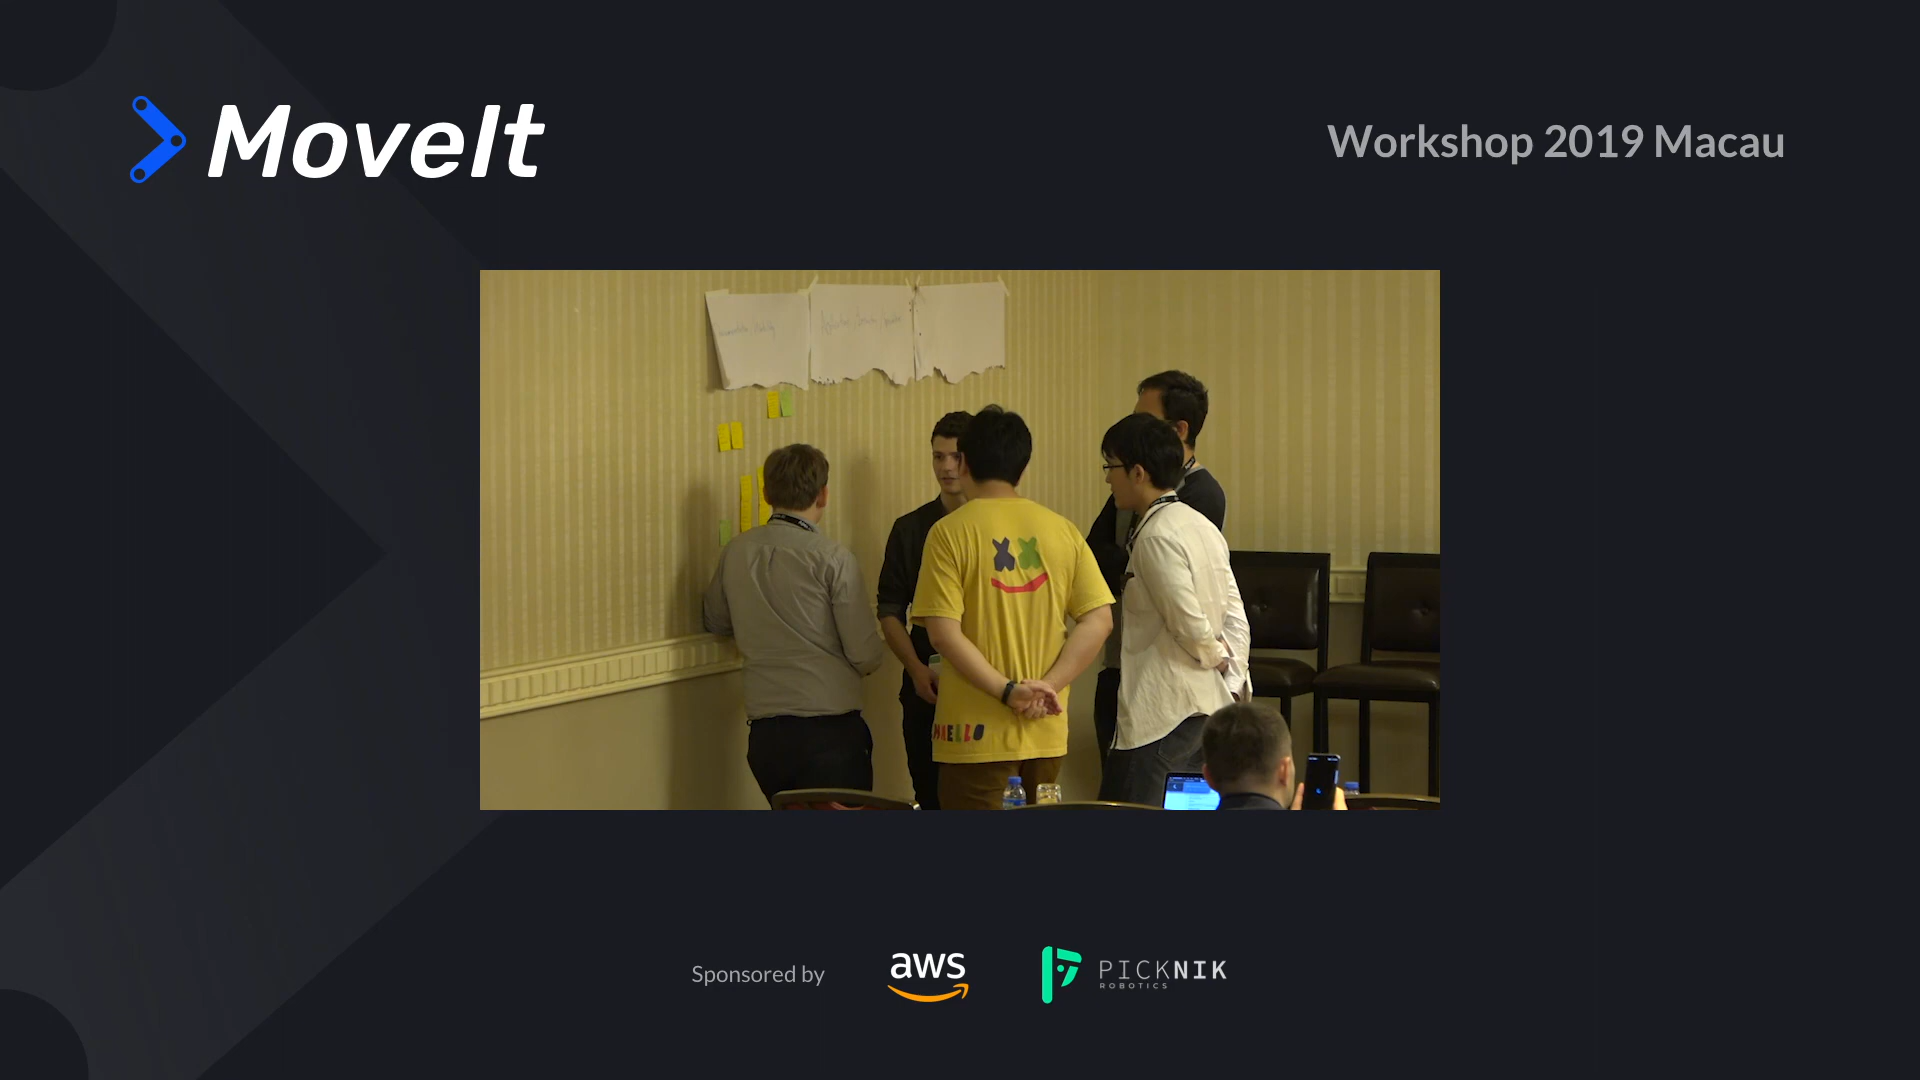 MoveIt
Workshop 2019 Macau
Sponsored by
aws
PICKNIK
ROBOTICS